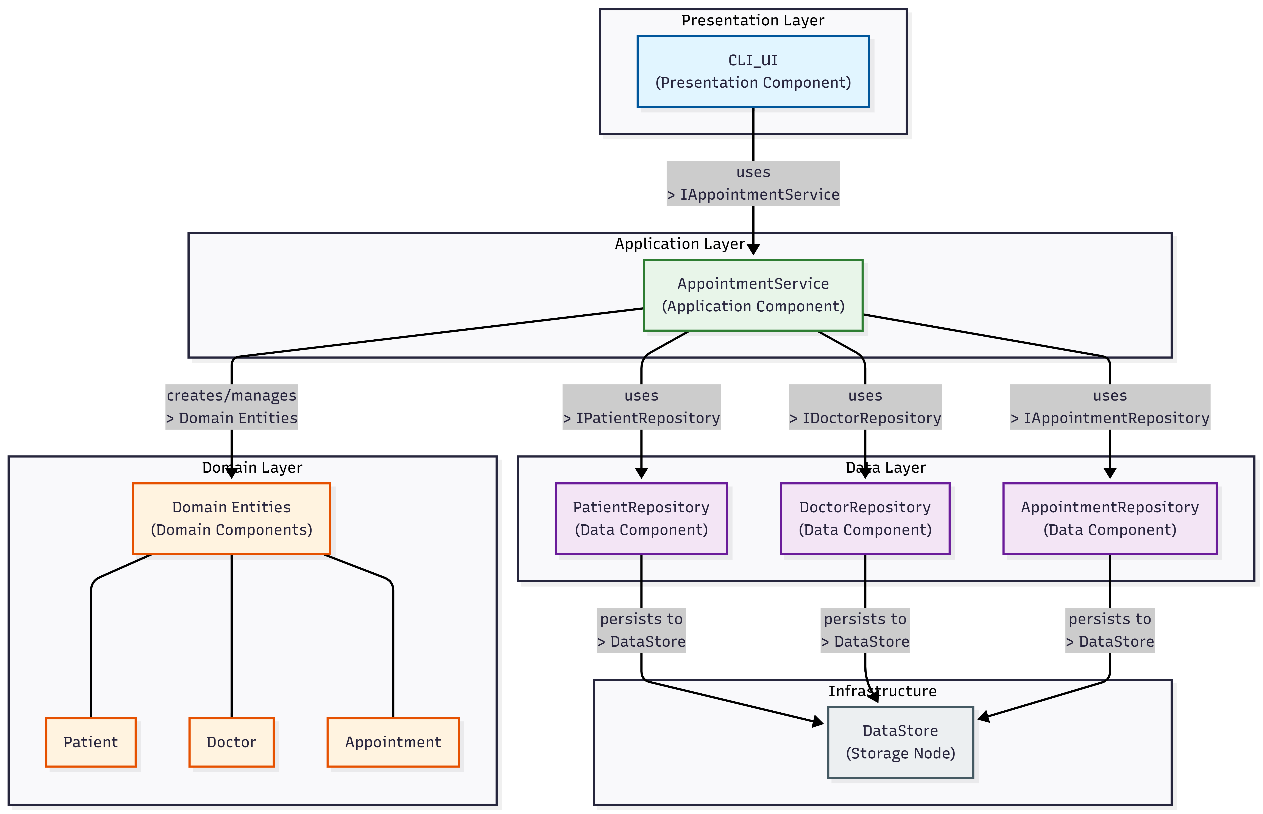 Presentation Layer
CLI_UI
(Presentation Component)
uses
> IAppointmentService
Application Layer
AppointmentService
(Application Component)
creates/manages
> Domain Entities
uses
> IPatientRepository
uses
> IDoctorRepository
uses
> IAppointmentRepository
Domain Layer
Domain Entities
(Domain Components)
Patient
Doctor
Appointment
Data Layer
PatientRepository
(Data Component)
DoctorRepository
(Data Component)
AppointmentRepository
(Data Component)
persists to
> DataStore
persists to
> DataStore
persists to
> DataStore
Infrastructure
DataStore
(Storage Node)